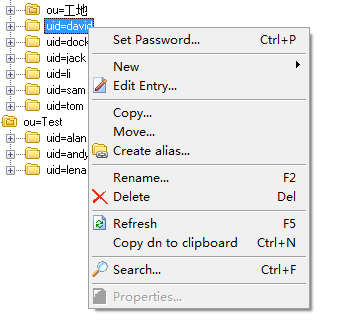 ou=工地
uid=david
uid=dock
uid=jack
uid=li
uid=sam
uid=tom
ou=Test
uid=alan
uid=andy
uid=lena
Set Password... Ctrl+P
New
Edit Entry...
Copy...
Move...
Create alias...
Rename... F2
Delete Del
Refresh F5
Copy dn to clipboard Ctrl+N
Search... Ctrl+F
Properties...